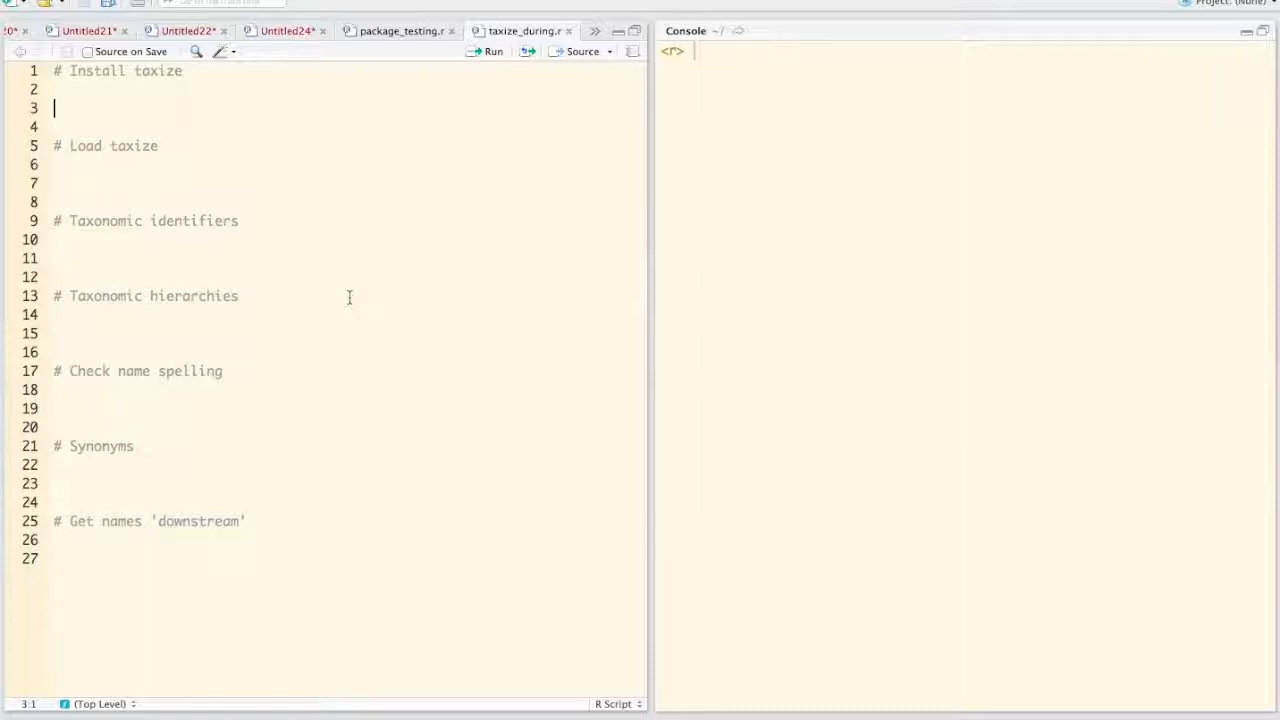 Project: (None)
20* × Untitled21* × Untitled22* × Untitled24* × package_testing.r × taxize_during.r ×
Source on Save Run Source
1 # Install taxize
2
3
4
5 # Load taxize
6
7
8
9 # Taxonomic identifiers
10
11
12
13 # Taxonomic hierarchies
14
15
16
17 # Check name spelling
18
19
20
21 # Synonyms
22
23
24
25 # Get names 'downstream'
26
27
3:1 (Top Level) R Script
Console ~/
<r>